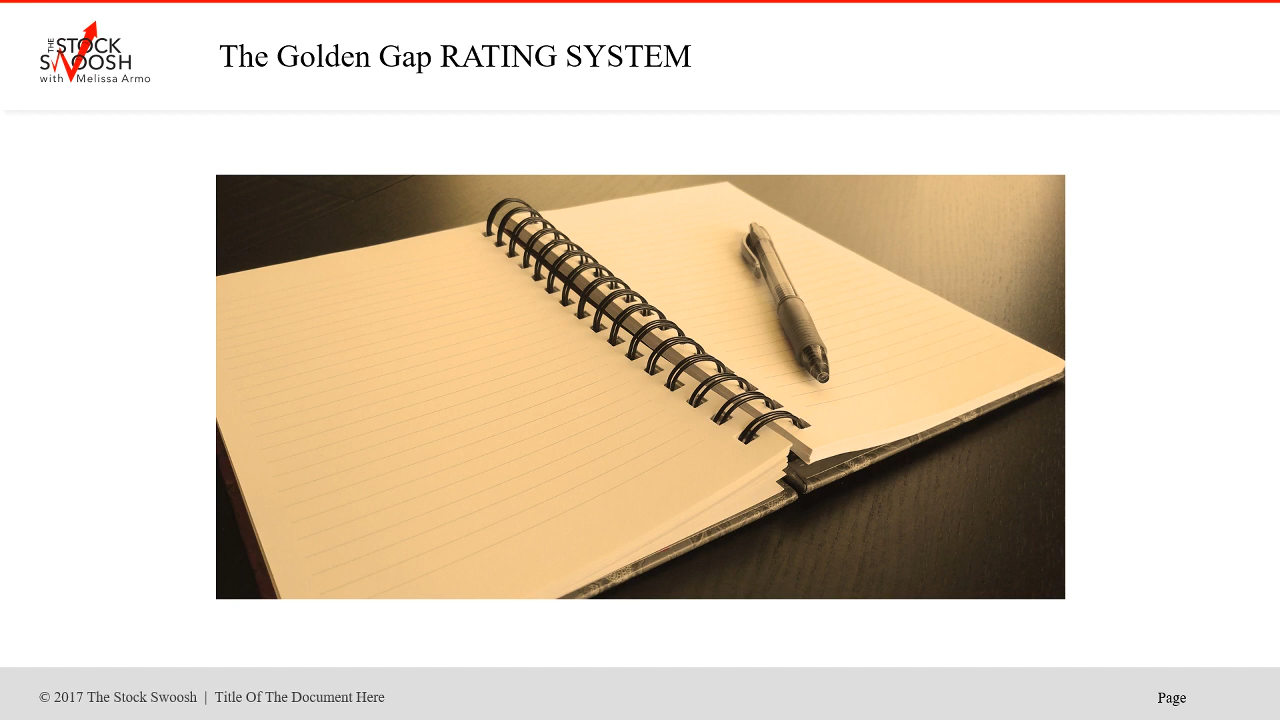 THE STOCK
SWOOSH
with Melissa Armo
The Golden Gap RATING SYSTEM
© 2017 The Stock Swoosh | Title Of The Document Here
Page